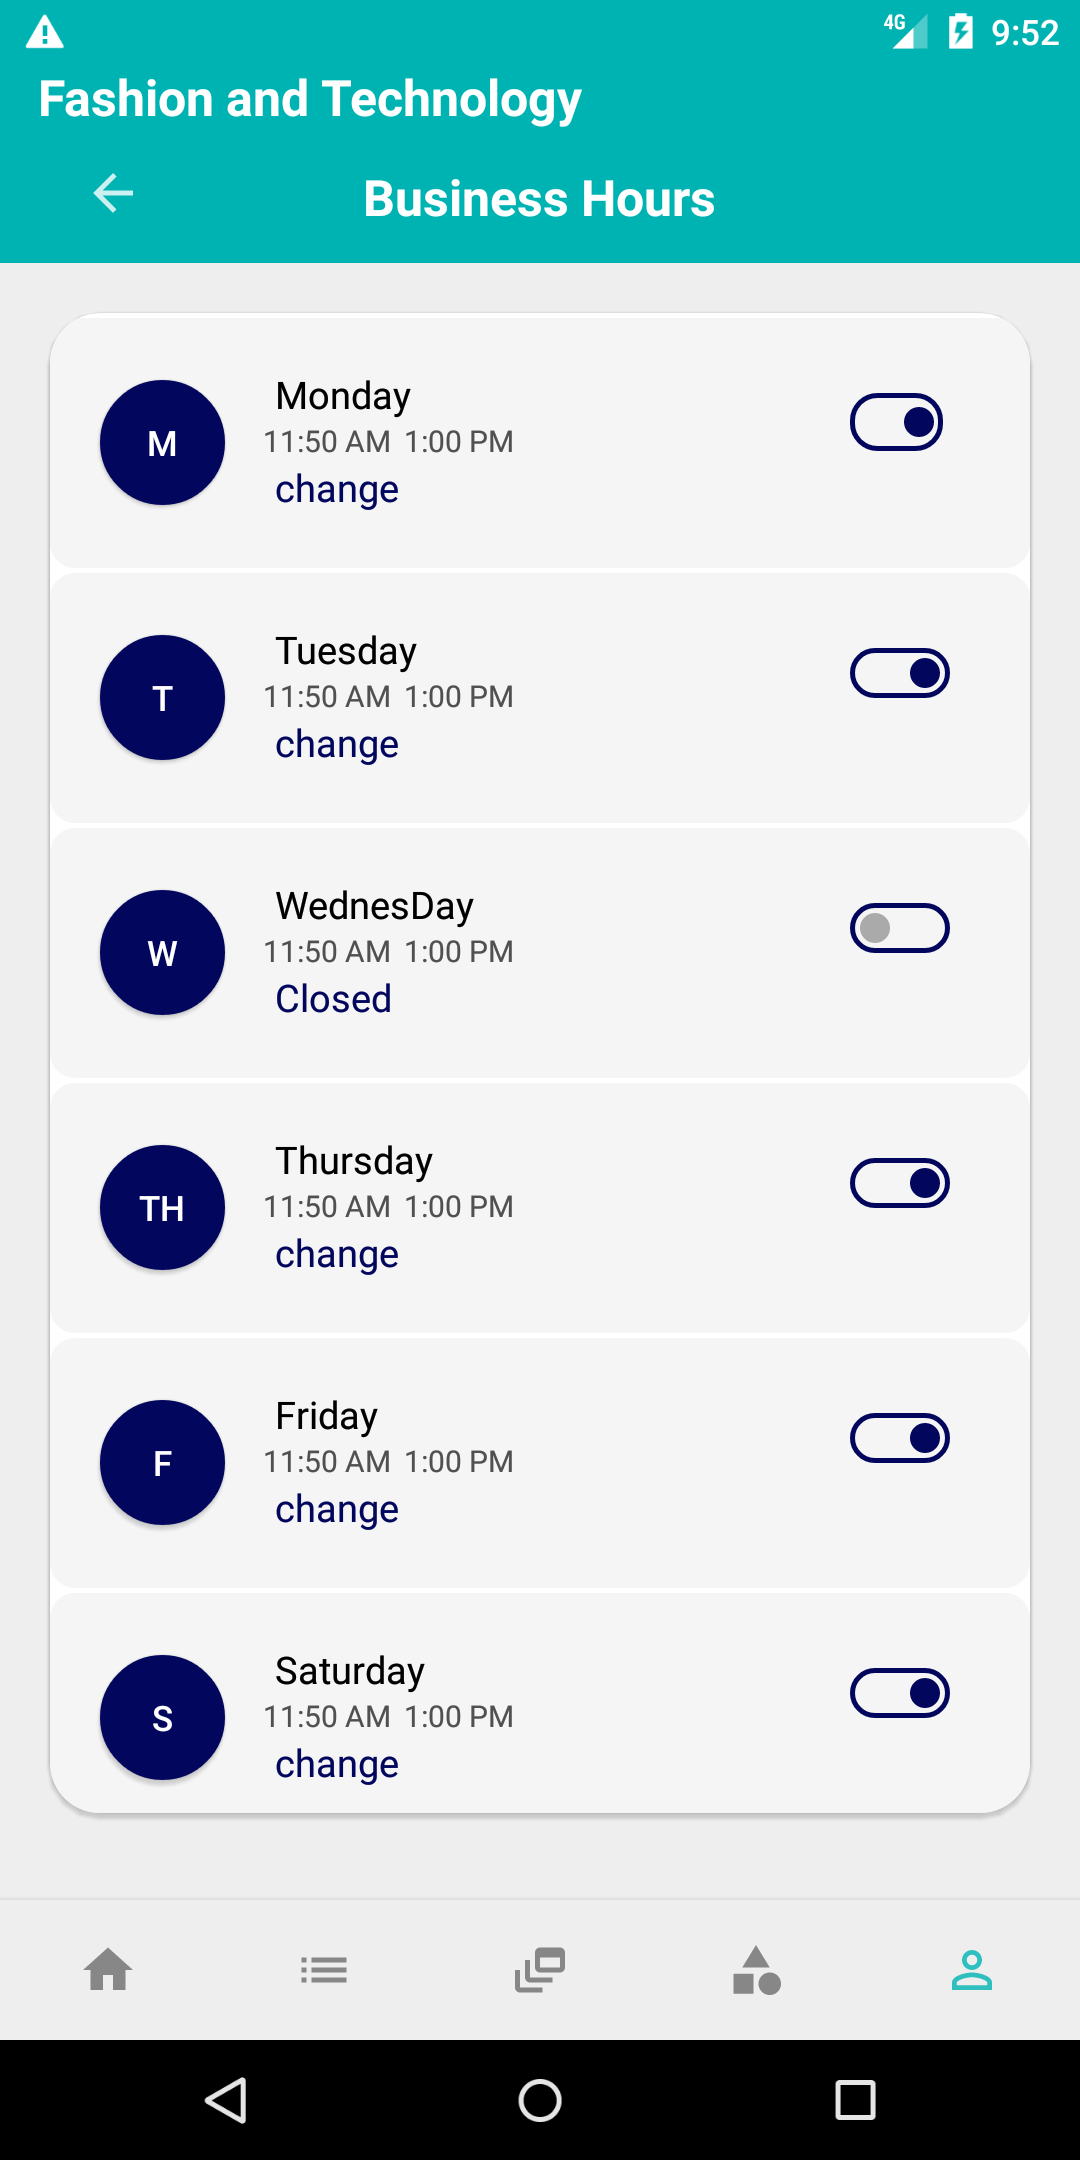 4G 9:52
Fashion and Technology
Business Hours
M
Monday
11:50 AM 1:00 PM
change
T
Tuesday
11:50 AM 1:00 PM
change
W
WednesDay
11:50 AM 1:00 PM
Closed
TH
Thursday
11:50 AM 1:00 PM
change
F
Friday
11:50 AM 1:00 PM
change
S
Saturday
11:50 AM 1:00 PM
change